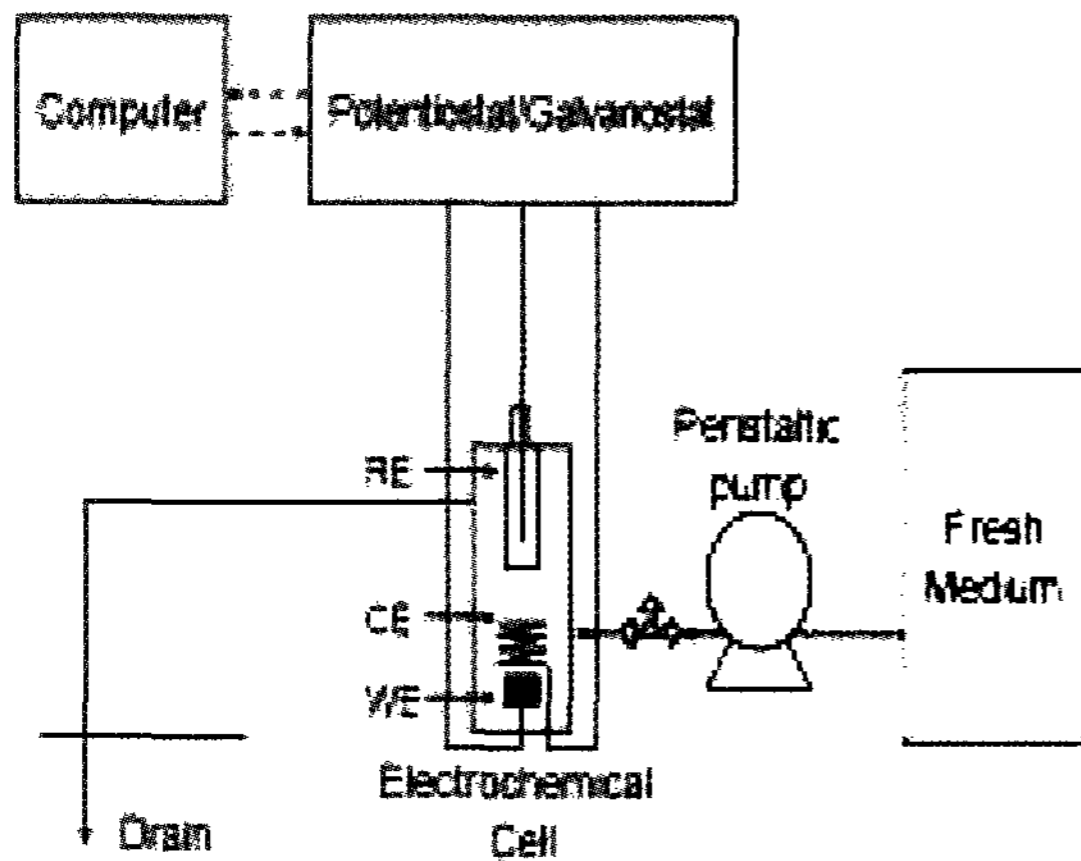 Computer
Potentiostat/Galvanostat
RE
Peristaltic
pump
Fresh
Medium
CE
WE
Electrochemical
Cell
Drain